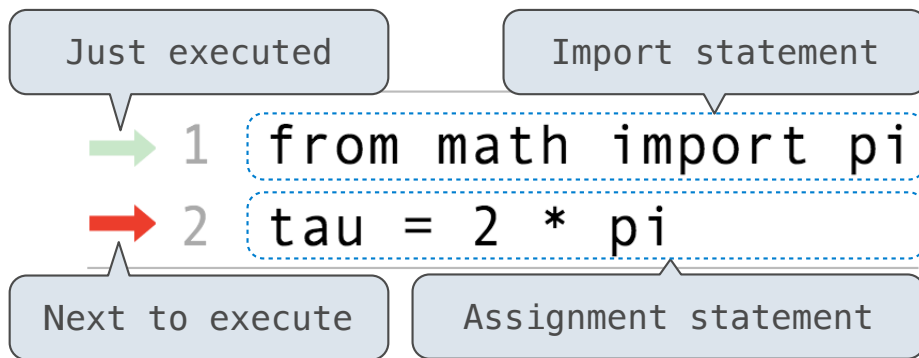 Just executed
Import statement
1 from math import pi
2 tau = 2 * pi
Next to execute
Assignment statement